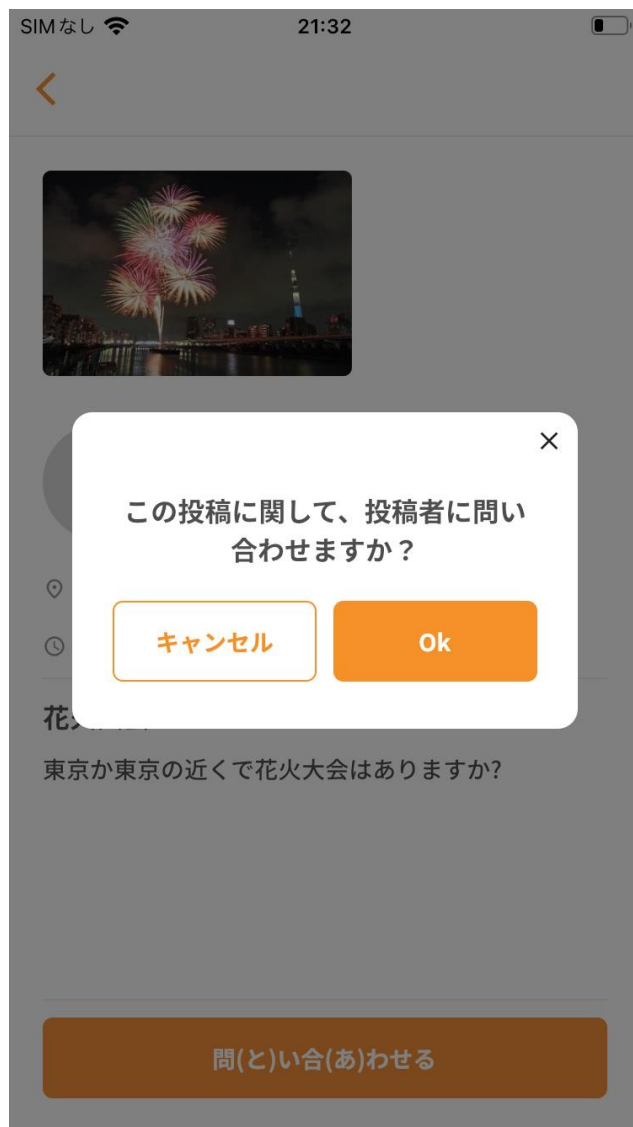 SIMなし 21:32
この投稿に関して、投稿者に問い
合わせますか？
キャンセル Ok
花
東京か東京の近くで花火大会はありますか?
問(と)い合(あ)わせる